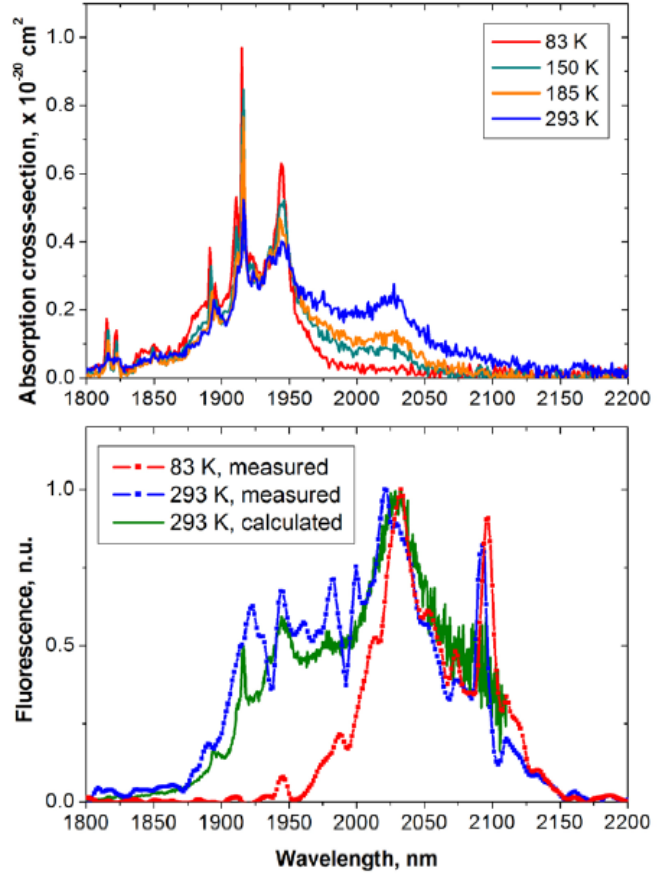 Absorption cross-section, x 10⁻²⁰ cm²
1.0
0.8
0.6
0.4
0.2
0.0
83 K
150 K
185 K
293 K
1800 1850 1900 1950 2000 2050 2100 2150 2200
Fluorescence, n.u.
1.0
0.5
0.0
83 K, measured
293 K, measured
293 K, calculated
1800 1850 1900 1950 2000 2050 2100 2150 2200
Wavelength, nm